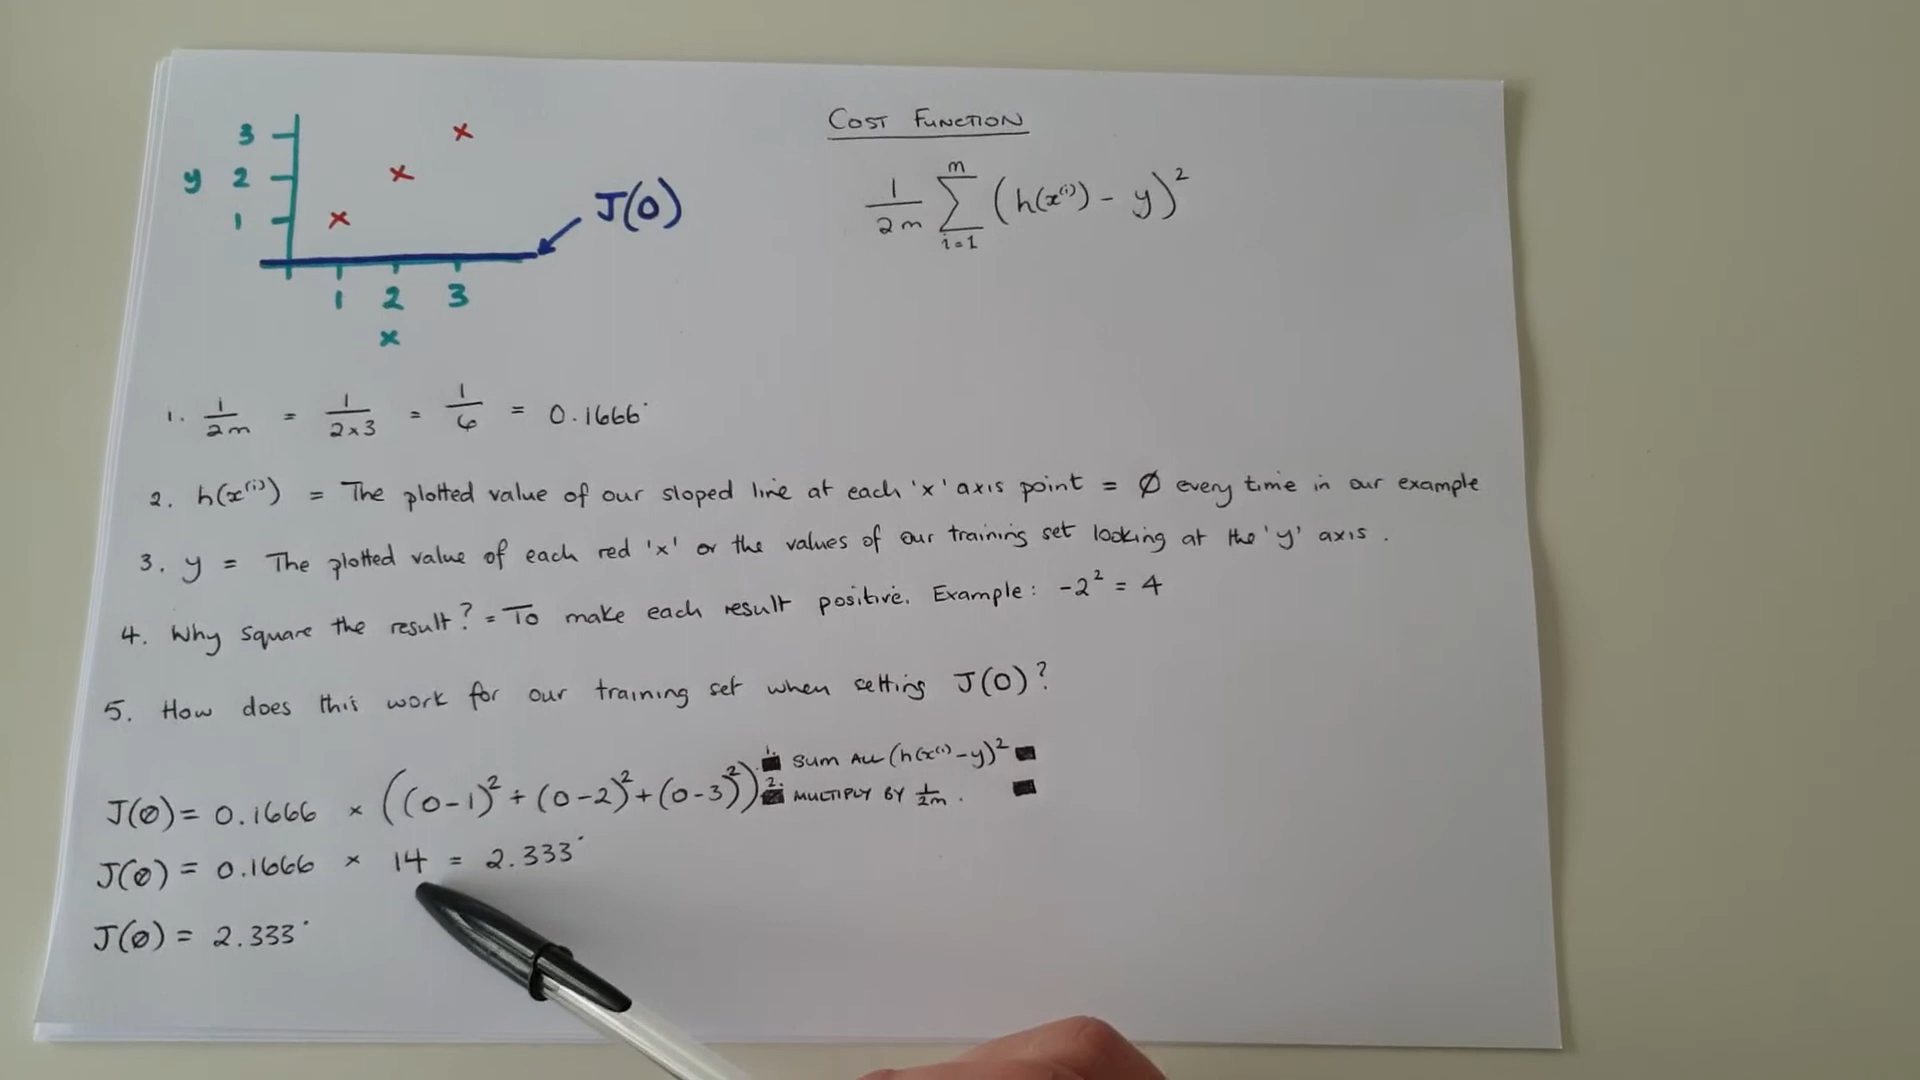 COST FUNCTION
3
y 2
1
J(0)
1 2 3
x
1/2m m∑i=1 (h(x⁽ⁱ⁾) - y)²
1. 1/2m = 1/2x3 = 1/6 = 0.1666˙
2. h(x⁽ⁱ⁾) = The plotted value of our sloped line at each 'x' axis point = Ø every time in our example
3. y = The plotted value of each red 'x' or the values of our training set looking at the 'y' axis.
4. Why square the result? = To make each result positive. Example: -2² = 4
5. How does this work for our training set when setting J(0)?
J(Ø) = 0.1666 × ((0-1)² + (0-2)² + (0-3)²)
1. SUM ALL (h(x⁽ⁱ⁾-y)²
2. MULTIPLY BY 1/2m.
J(Ø) = 0.1666 × 14 = 2.333˙
J(Ø) = 2.333˙